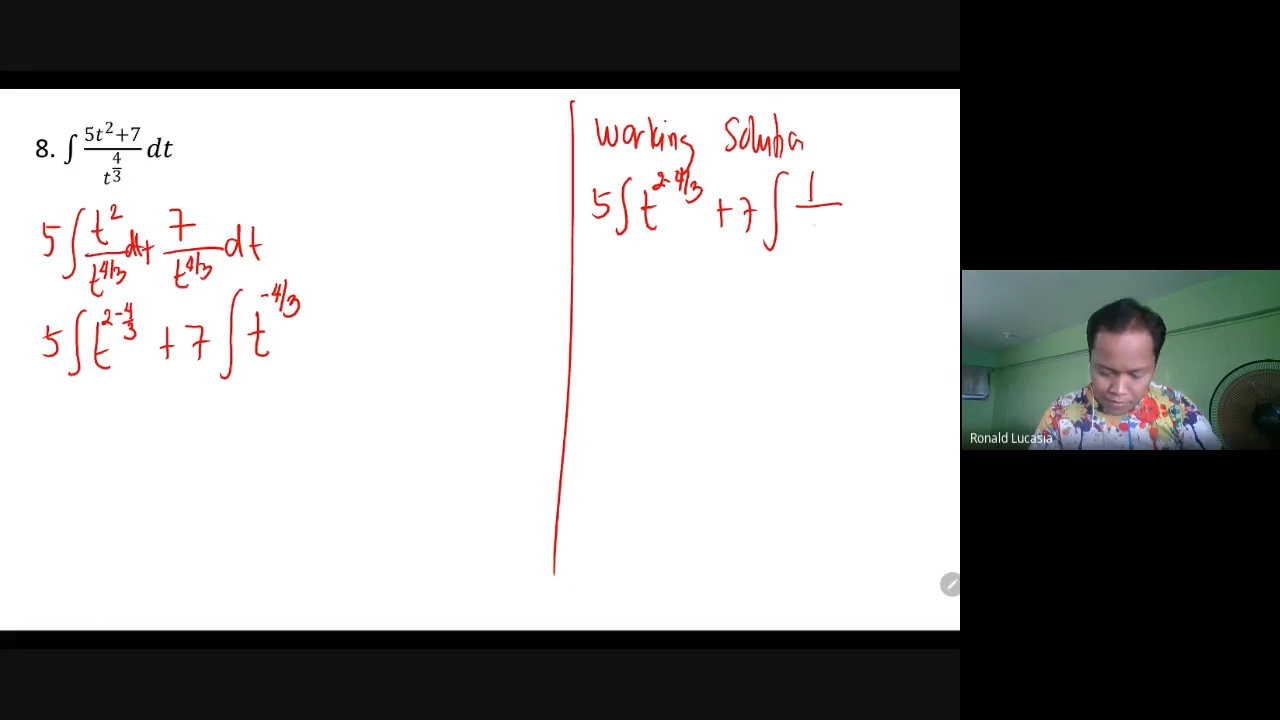 8. ∫ (5t²+7)/t^(4/3) dt
5∫ t²/t^(4/3) dt + 7/t^(4/3) dt
5∫t^(2-4/3) + 7∫t^(-4/3)
Working Solution
5∫t^(2-4/3) + 7∫ 1/
Ronald Lucasia